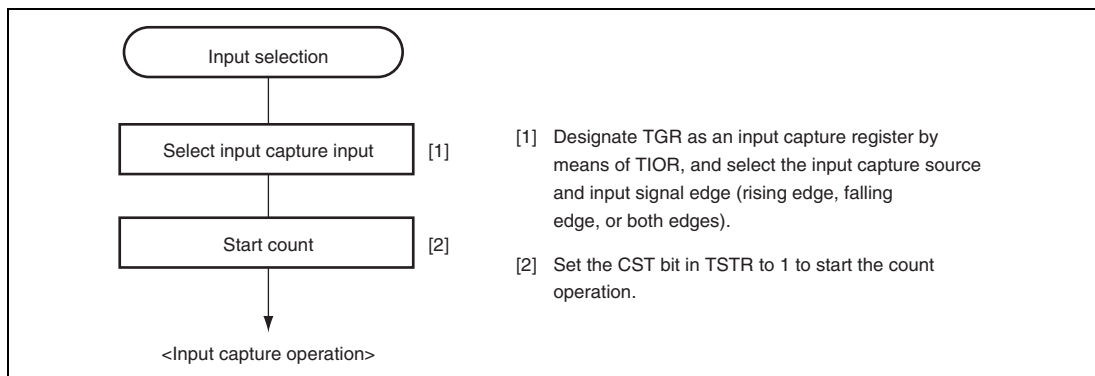 Input selection
Select input capture input
[1]
Start count
[2]
<Input capture operation>
[1] Designate TGR as an input capture register by
means of TIOR, and select the input capture source
and input signal edge (rising edge, falling
edge, or both edges).
[2] Set the CST bit in TSTR to 1 to start the count
operation.